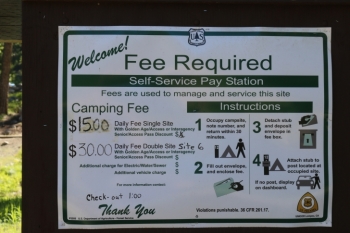 Welcome!
Fee Required
Self-Service Pay Station
Fees are used to manage and service this site
Camping Fee
$15.00 Daily Fee Single Site
With Golden Age/Access or Interagency
Senior/Access Pass Discount $
$30.00 Daily Fee Double Site
With Golden Age/Access or Interagency
Senior/Access Pass Discount $
Additional charge for Electric/Water/Sewer $
Additional vehicle charge $
For more information contact:
Check-out 1:00
Thank You
Instructions
1 Occupy campsite, note number, and return within 30 minutes.
2 Fill out envelope, and enclose fee.
3 Detach stub and deposit envelope in fee box.
4 Attach stub to post located at occupied site.
If no post, display on dashboard.
Violations punishable. 36 CFR 261.17.